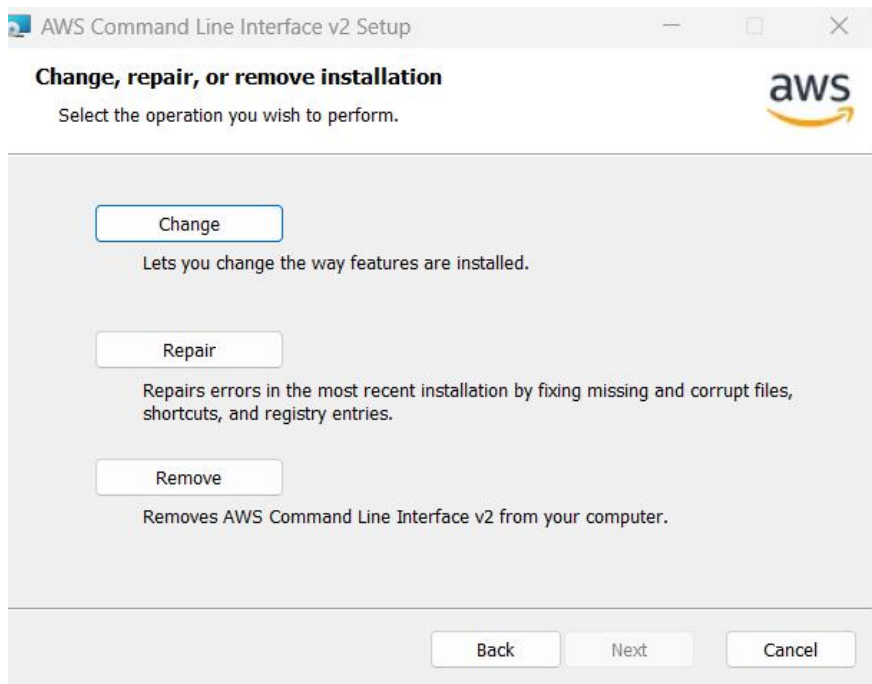 AWS Command Line Interface v2 Setup
Change, repair, or remove installation
Select the operation you wish to perform.
aws
Change
Lets you change the way features are installed.
Repair
Repairs errors in the most recent installation by fixing missing and corrupt files,
shortcuts, and registry entries.
Remove
Removes AWS Command Line Interface v2 from your computer.
Back Next Cancel